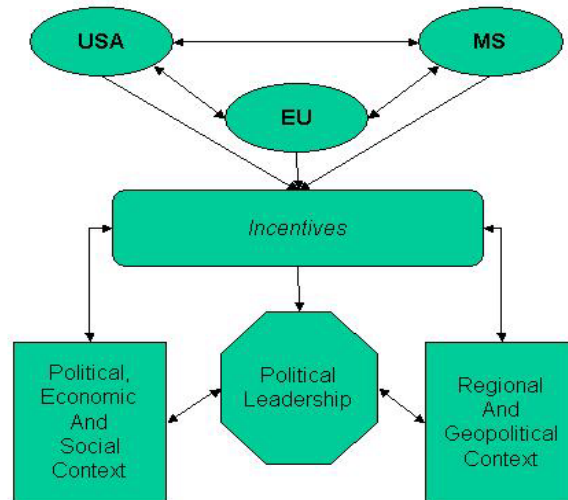 USA
MS
EU
Incentives
Political,
Economic
And
Social
Context
Political
Leadership
Regional
And
Geopolitical
Context